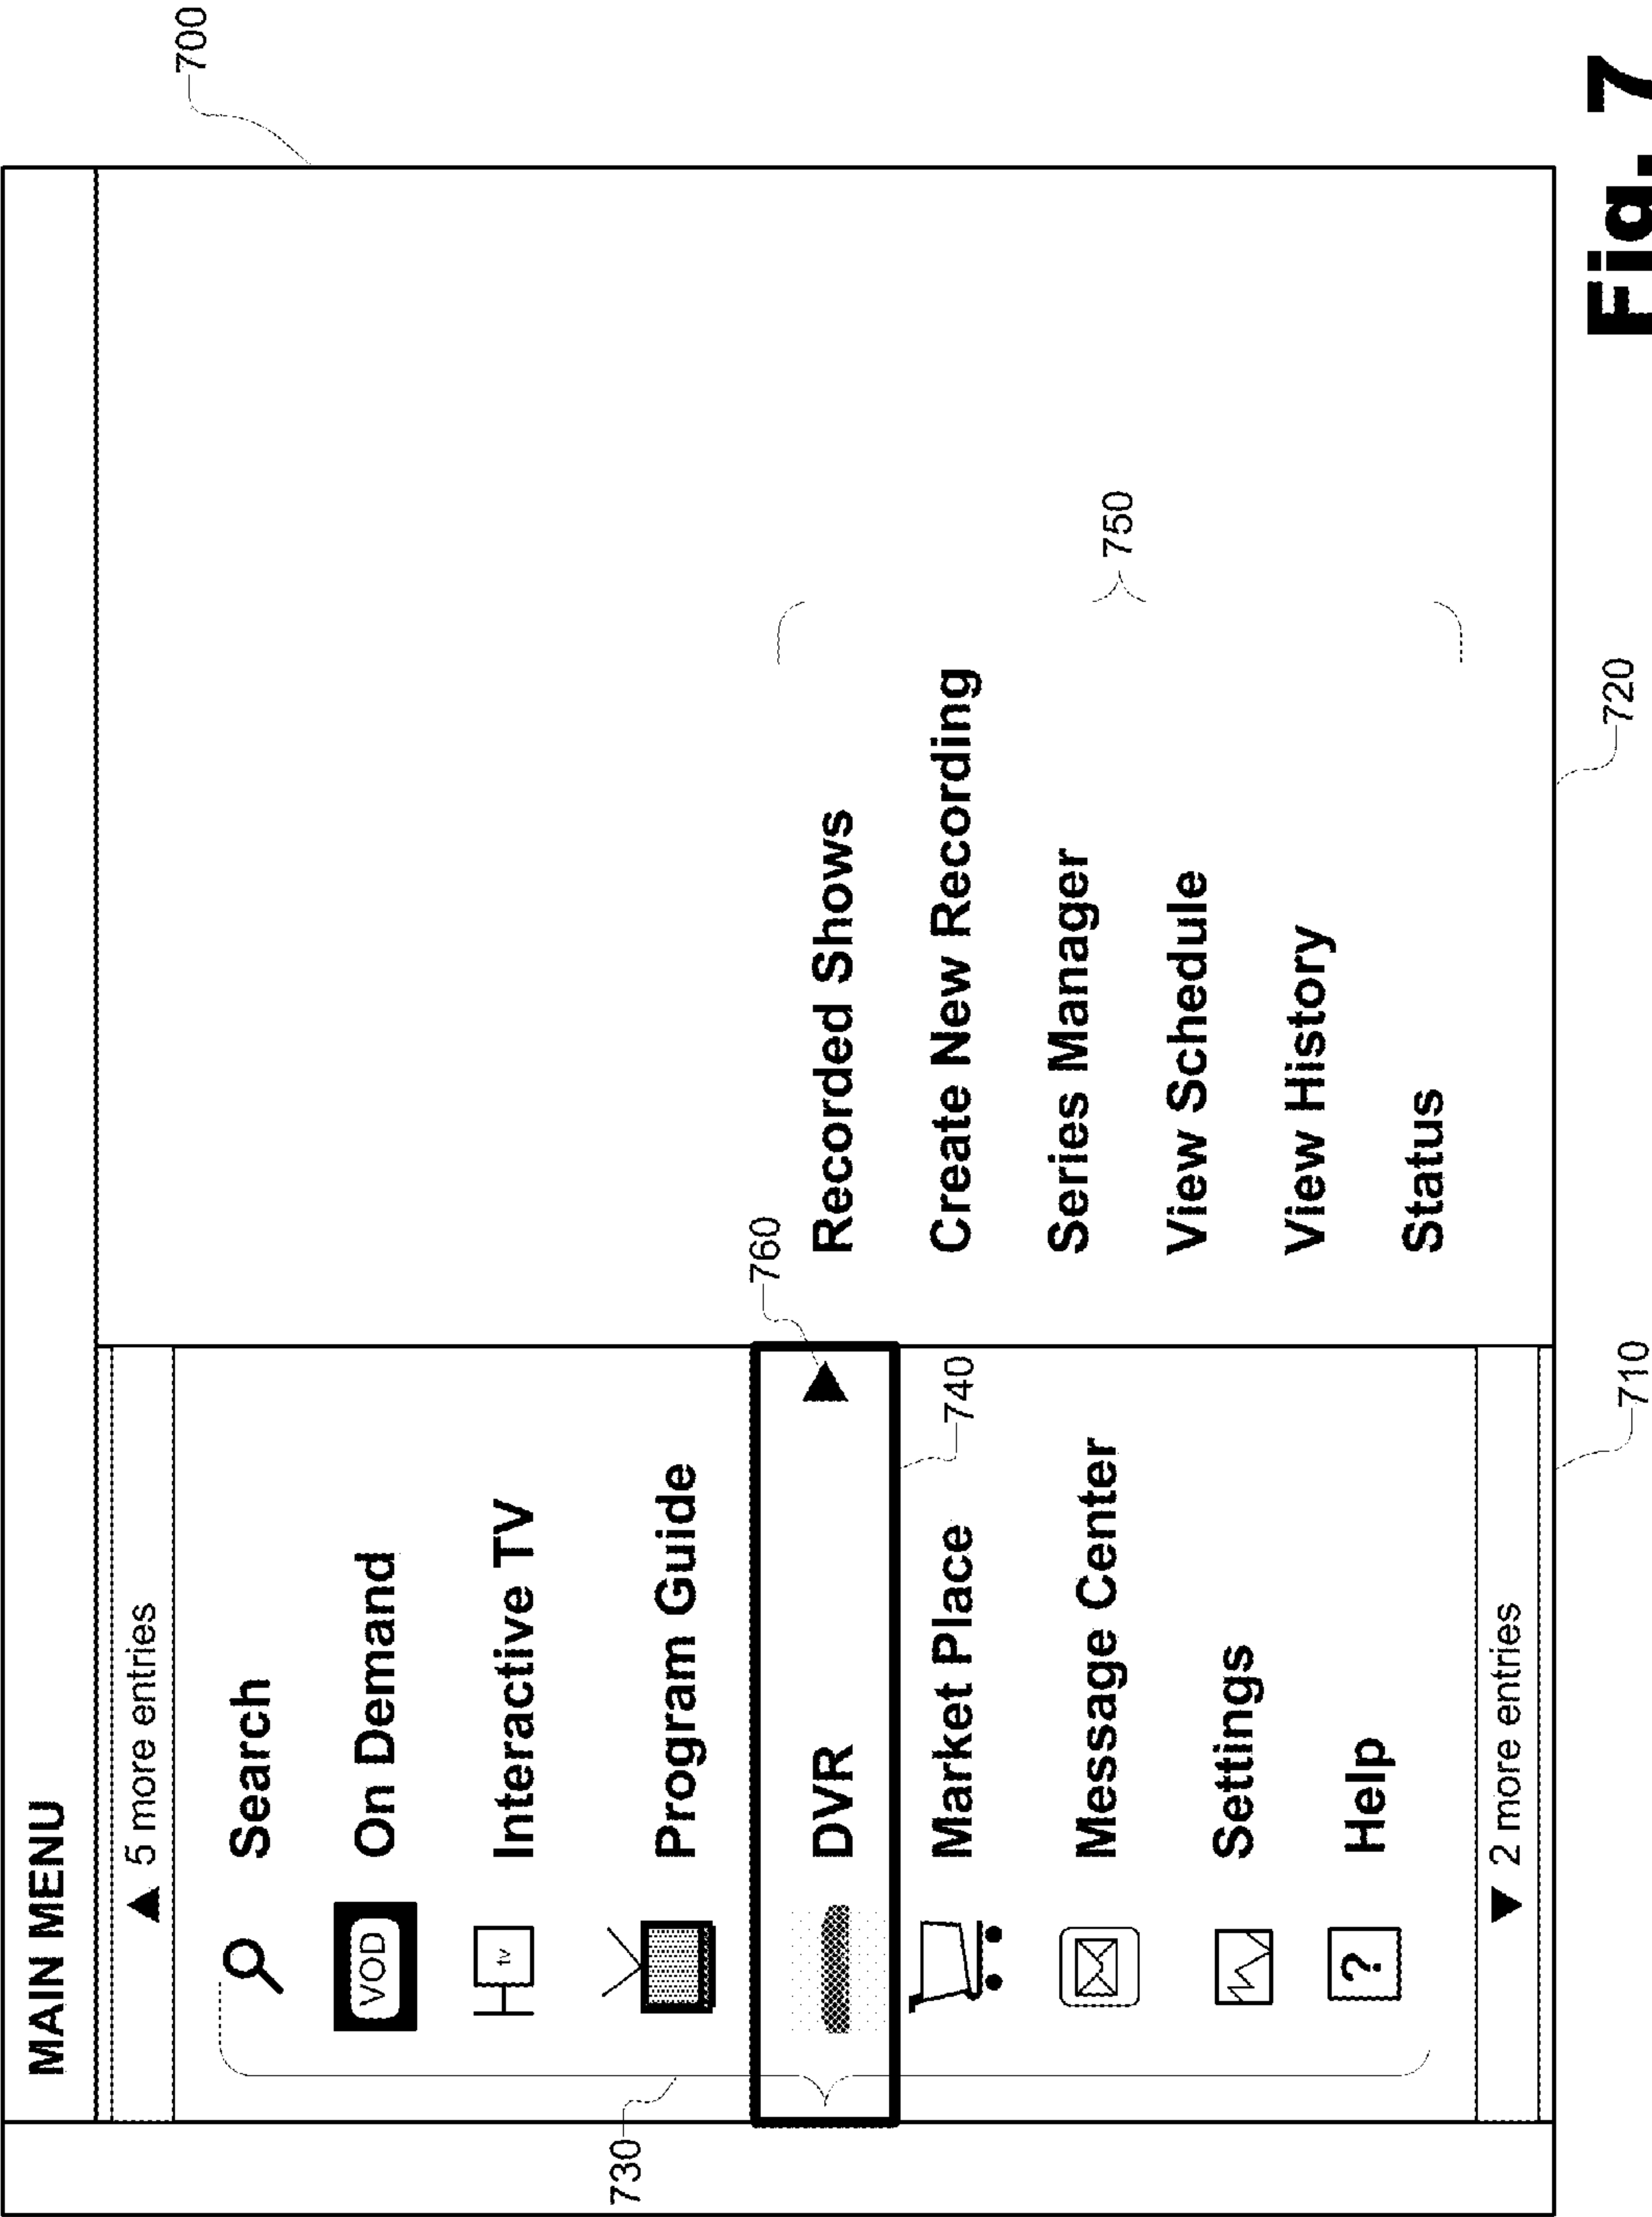 700
MAIN MENU
▲ 5 more entries
Search
VOD On Demand
tv Interactive TV
Program Guide
730
760
DVR ▶
740
Market Place
Message Center
Settings
? Help
▼ 2 more entries
Recorded Shows
Create New Recording
Series Manager
View Schedule
View History
Status
750
710
720
Fig. 7